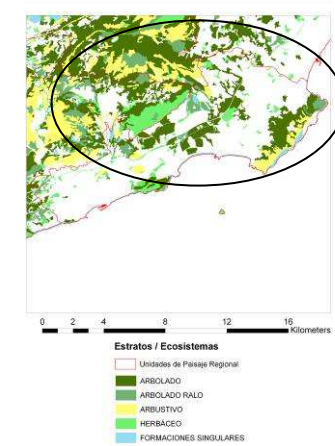 0 2 4 8 12 16
Kilometers
Estratos / Ecosistemas
Unidades de Paisaje Regional
ARBOLADO
ARBOLADO RALO
ARBUSTIVO
HERBÁCEO
FORMACIONES SINGULARES